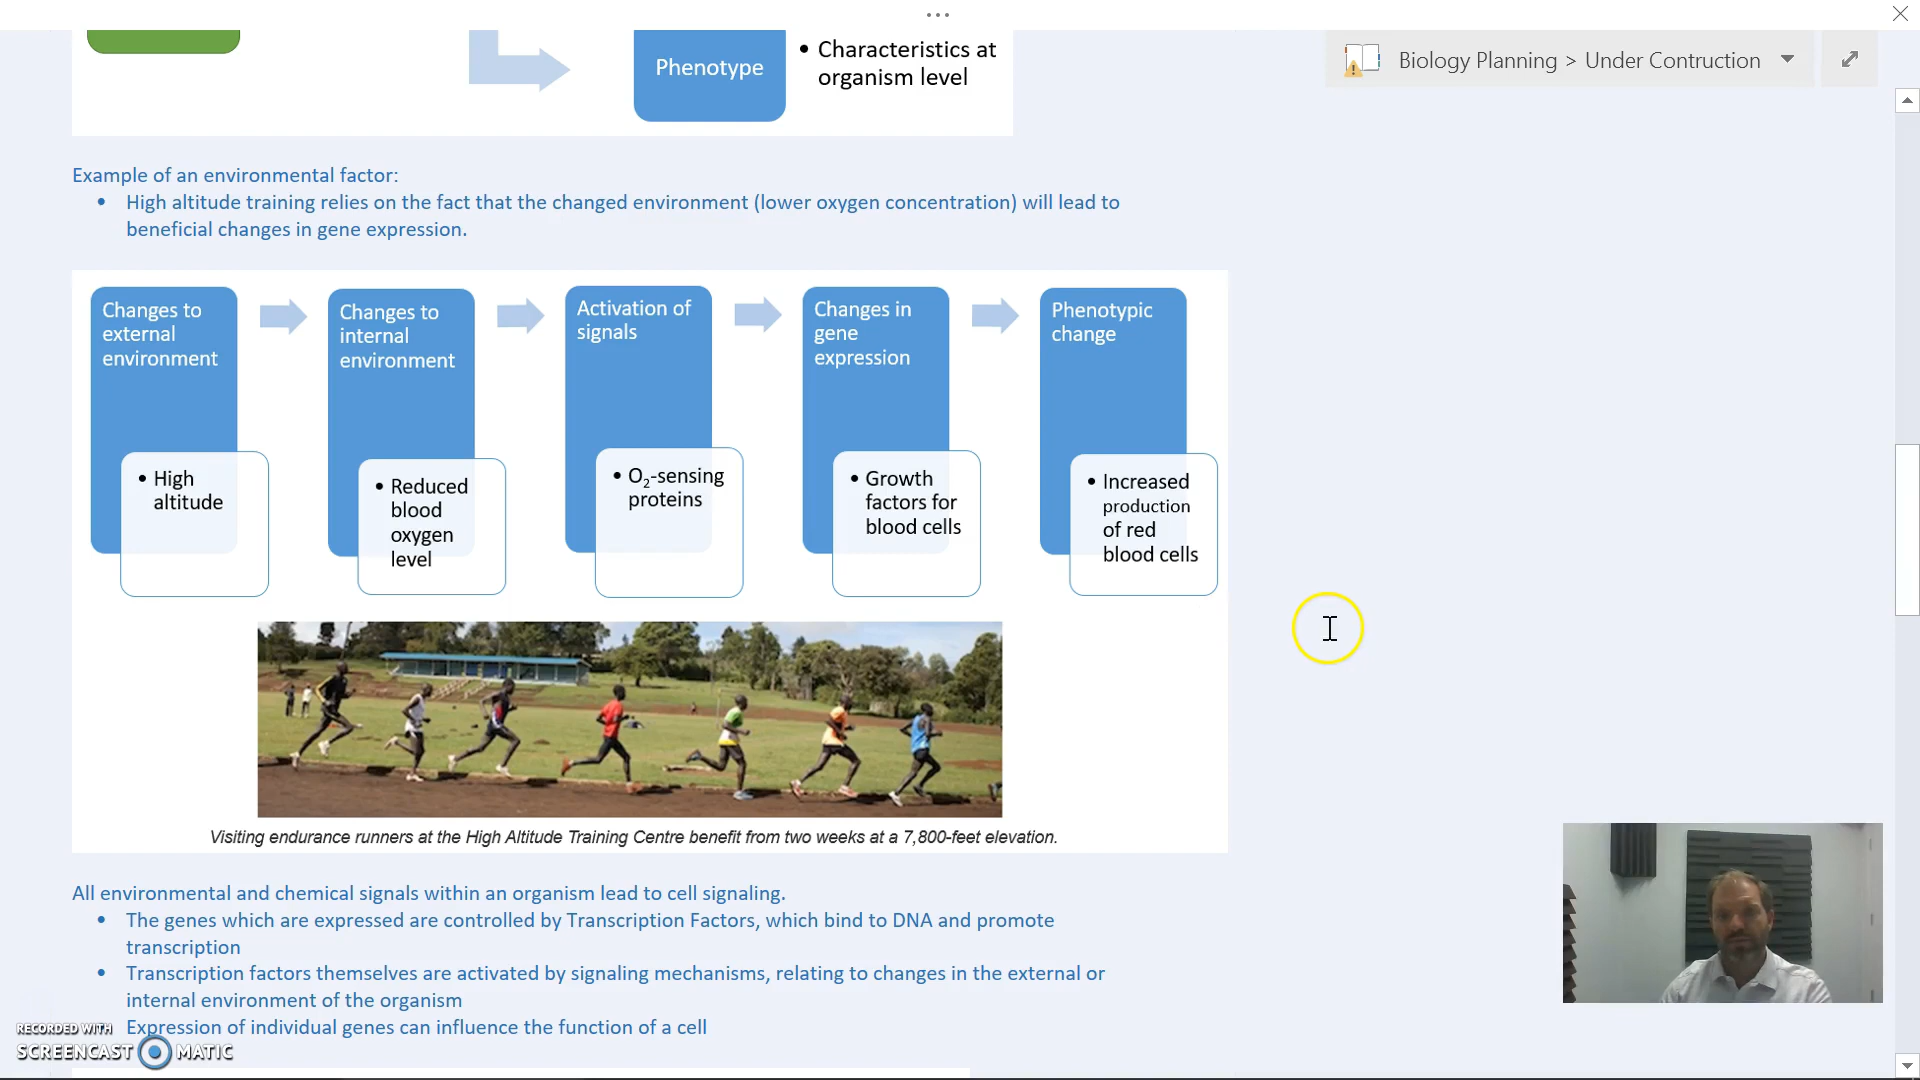 ...
Phenotype
• Characteristics at
organism level
Biology Planning > Under Contruction
Example of an environmental factor:
• High altitude training relies on the fact that the changed environment (lower oxygen concentration) will lead to
beneficial changes in gene expression.
Changes to
external
environment
• High
altitude
Changes to
internal
environment
• Reduced
blood
oxygen
level
Activation of
signals
• O₂-sensing
proteins
Changes in
gene
expression
• Growth
factors for
blood cells
Phenotypic
change
• Increased
production
of red
blood cells
Visiting endurance runners at the High Altitude Training Centre benefit from two weeks at a 7,800-feet elevation.
All environmental and chemical signals within an organism lead to cell signaling.
• The genes which are expressed are controlled by Transcription Factors, which bind to DNA and promote
transcription
• Transcription factors themselves are activated by signaling mechanisms, relating to changes in the external or
internal environment of the organism
Expression of individual genes can influence the function of a cell
RECORDED WITH
SCREENCAST MATIC